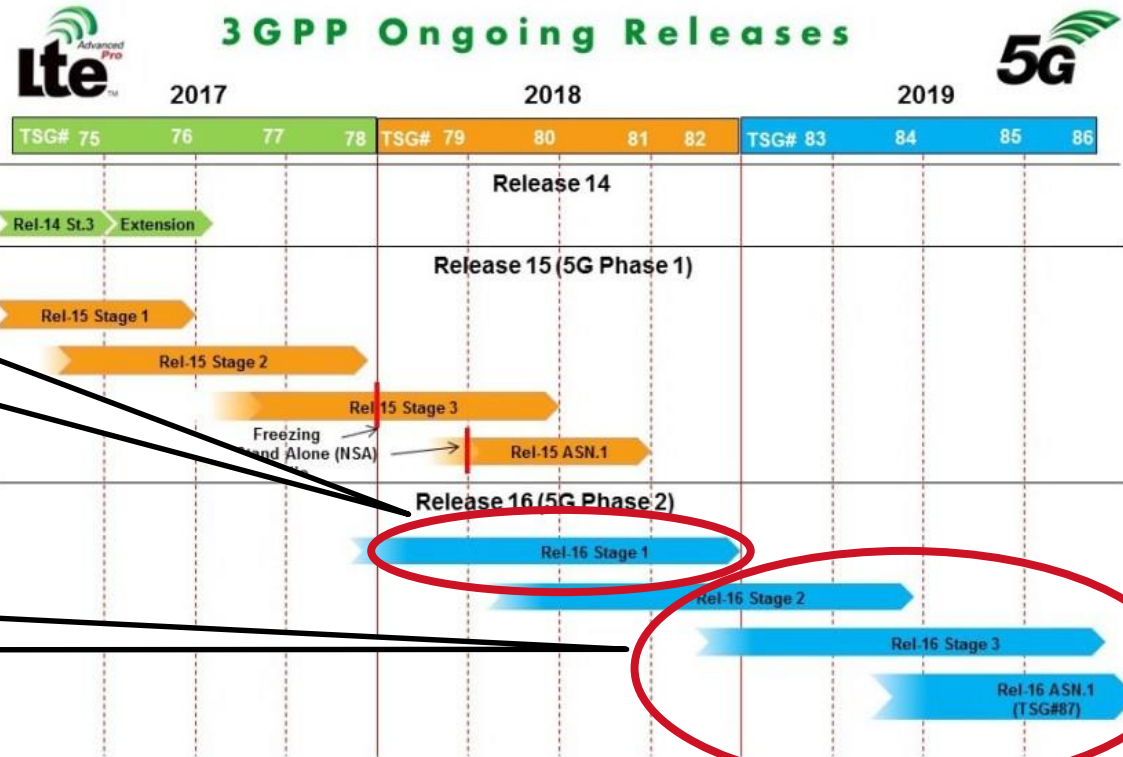 Advanced
Pro
LTE
TM
3GPP Ongoing Releases
5G
2017 2018 2019
TSG# 75 76 77 78 TSG# 79 80 81 82 TSG# 83 84 85 86
Release 14
Rel-14 St.3 Extension
Release 15 (5G Phase 1)
Rel-15 Stage 1
Rel-15 Stage 2
Rel-15 Stage 3
Freezing
Alone (NSA)
Rel-15 ASN.1
Release 16 (5G Phase 2)
Rel-16 Stage 1
Rel-16 Stage 2
Rel-16 Stage 3
Rel-16 ASN.1
(TSG#87)